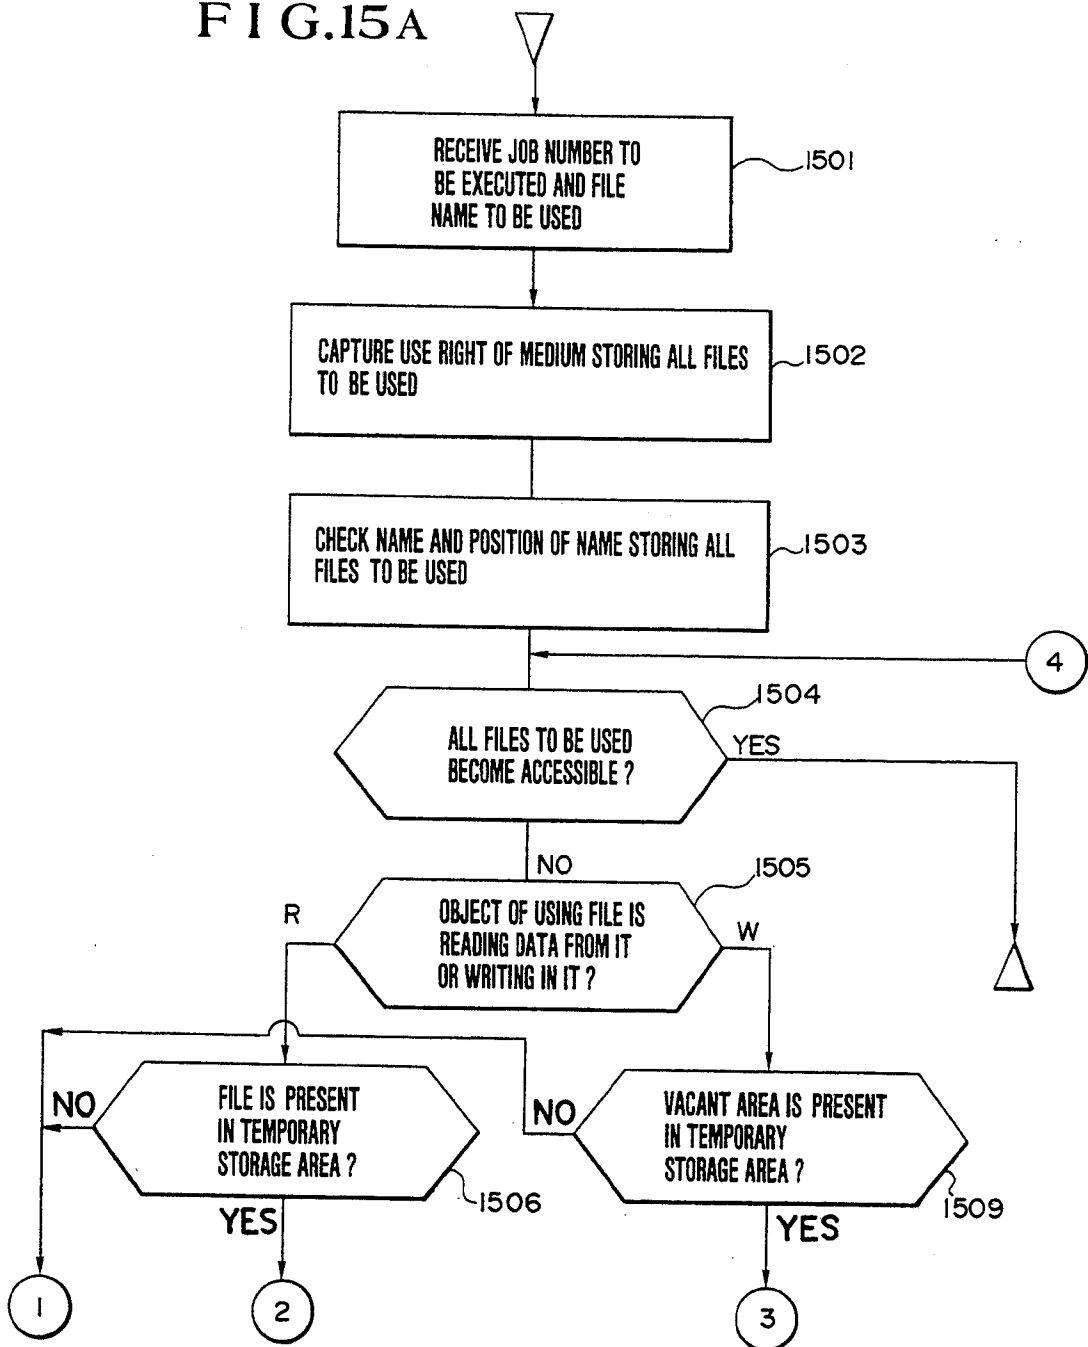 FIG.15A
RECEIVE JOB NUMBER TO
BE EXECUTED AND FILE
NAME TO BE USED
1501
CAPTURE USE RIGHT OF MEDIUM STORING ALL FILES
TO BE USED
1502
CHECK NAME AND POSITION OF NAME STORING ALL
FILES TO BE USED
1503
4
1504
ALL FILES TO BE USED
BECOME ACCESSIBLE ?
YES
NO
1505
OBJECT OF USING FILE IS
READING DATA FROM IT
OR WRITING IN IT ?
R
W
FILE IS PRESENT
IN TEMPORARY
STORAGE AREA ?
NO
1506
YES
VACANT AREA IS PRESENT
IN TEMPORARY
STORAGE AREA ?
NO
1509
YES
1
2
3